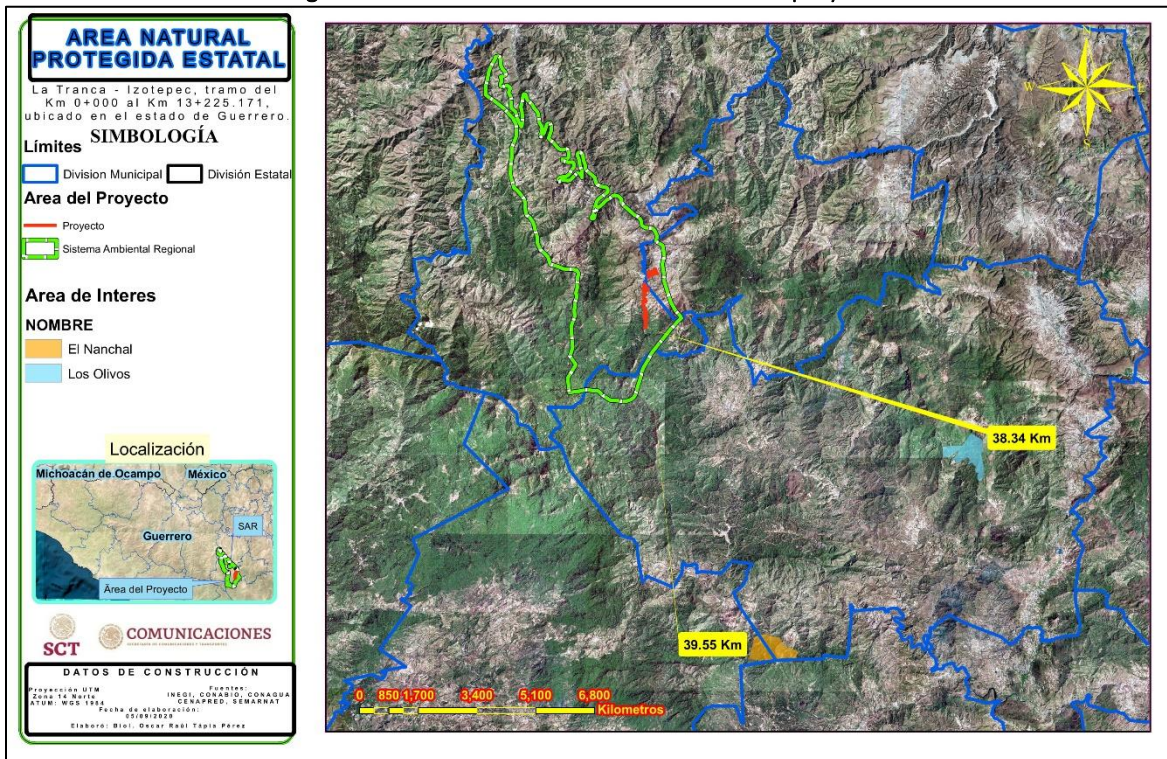 AREA NATURAL
PROTEGIDA ESTATAL
La Tranca - Izotepec, tramo del
Km 0+000 al Km 13+225.171,
ubicado en el estado de Guerrero.
SIMBOLOGÍA
Límites
Division Municipal División Estatal
Area del Proyecto
Proyecto
Sistema Ambiental Regional
Area de Interes
NOMBRE
El Nanchal
Los Olivos
Localización
Michoacán de Ocampo México
SAR
Guerrero
Área del Proyecto
SCT
COMUNICACIONES
DATOS DE CONSTRUCCIÓN
Proyección UTM
Zona 14 Norte
ATUM: WGS 1984
Fuentes:
INEGI, CONABIO, CONAGUA
CENAPRED, SEMARNAT
Fecha de elaboración:
05/09/2020
Elaboró: Biol. Oscar Raúl Tapia Pérez
N
W E
S
38.34 Km
39.55 Km
0 850 1,700 3,400 5,100 6,800
Kilometros